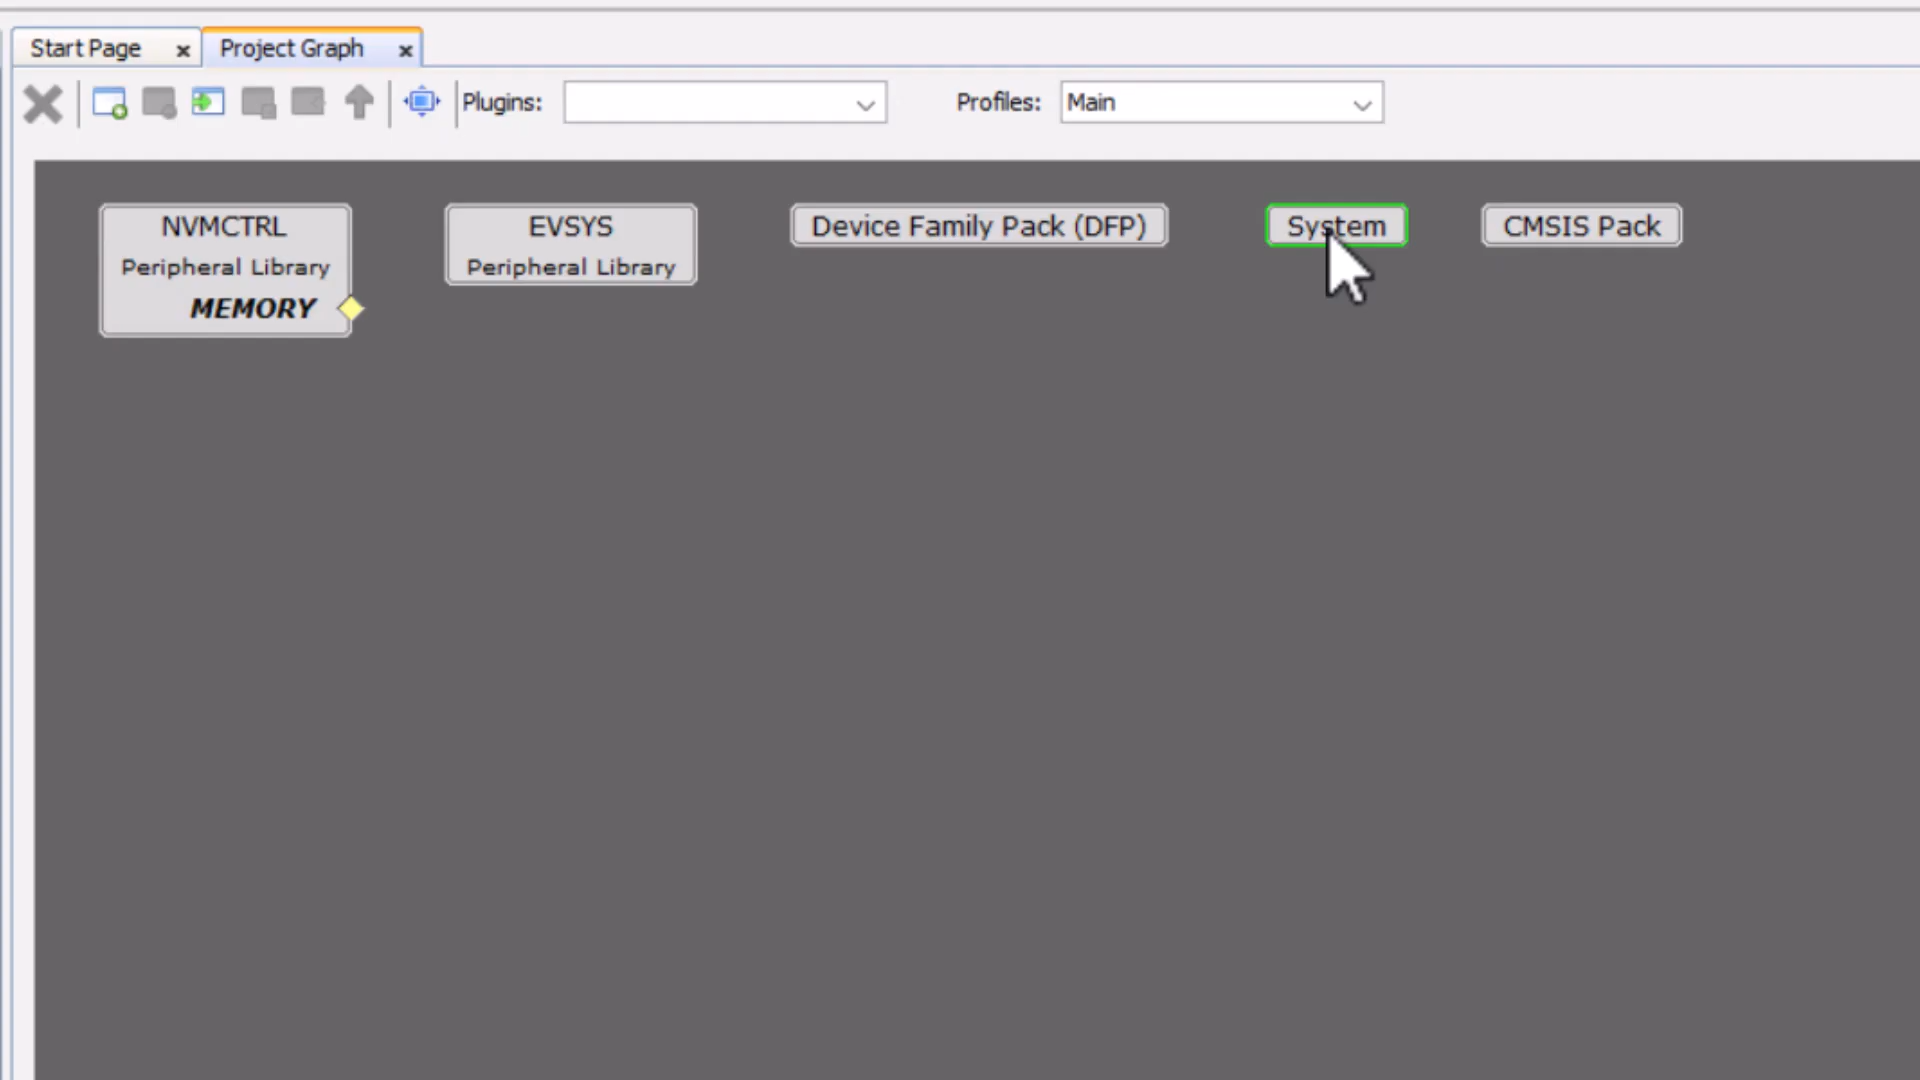 Start Page
Project Graph
Plugins:
Profiles: Main
NVMCTRL
Peripheral Library
MEMORY
EVSYS
Peripheral Library
Device Family Pack (DFP)
System
CMSIS Pack